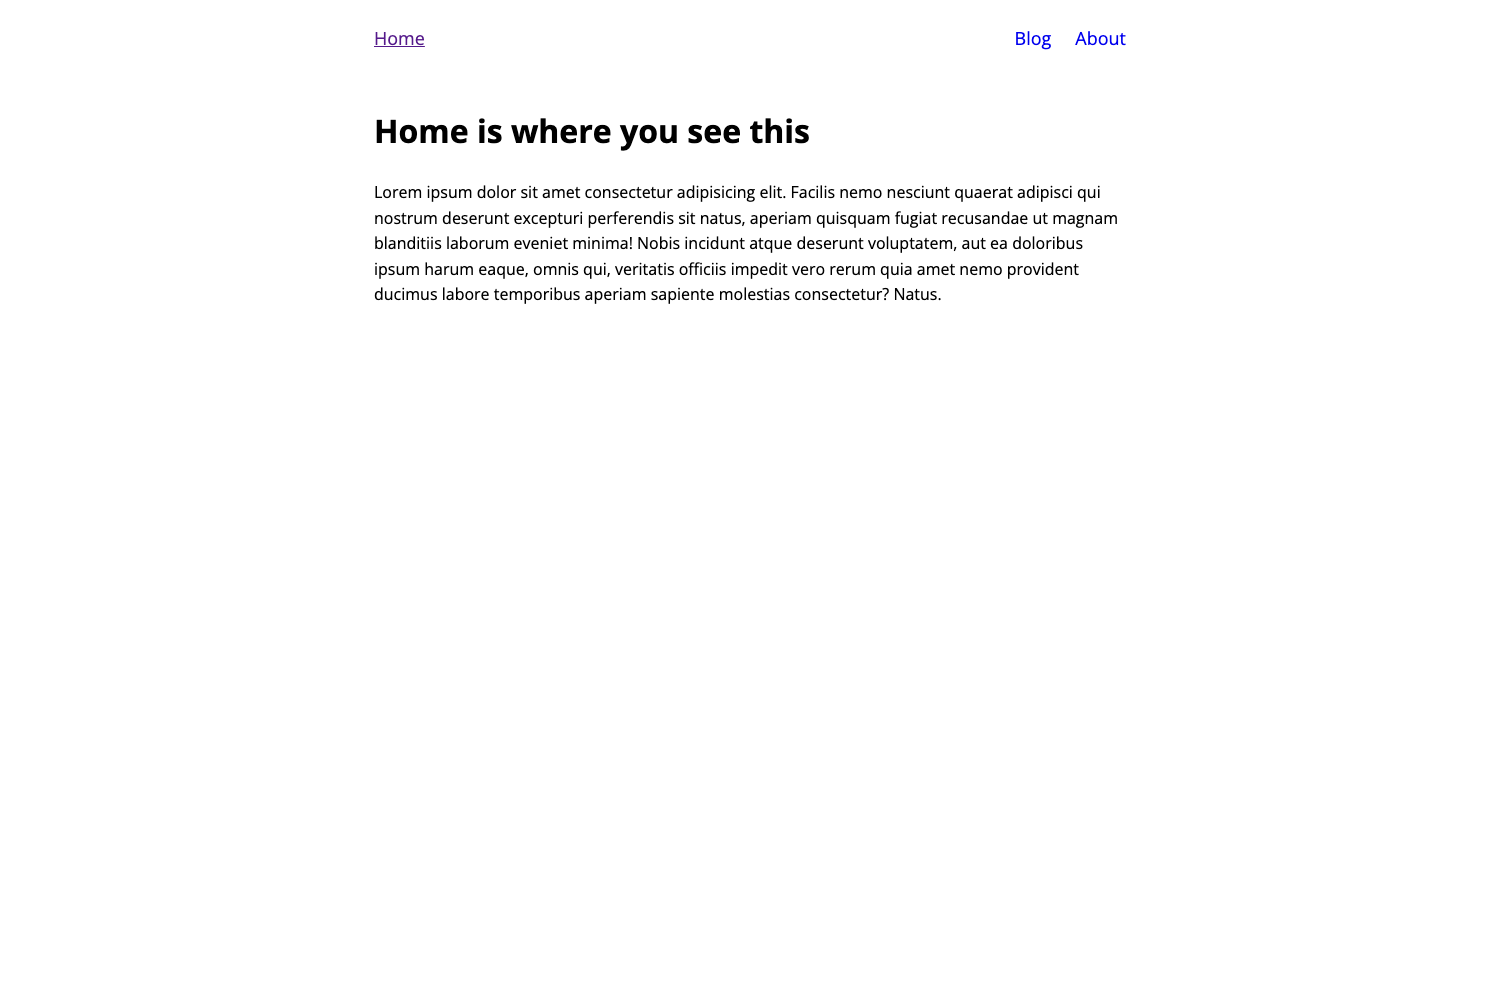 Home
Blog
About
Home is where you see this
Lorem ipsum dolor sit amet consectetur adipisicing elit. Facilis nemo nesciunt quaerat adipisci qui
nostrum deserunt excepturi perferendis sit natus, aperiam quisquam fugiat recusandae ut magnam
blanditiis laborum eveniet minima! Nobis incidunt atque deserunt voluptatem, aut ea doloribus
ipsum harum eaque, omnis qui, veritatis officiis impedit vero rerum quia amet nemo provident
ducimus labore temporibus aperiam sapiente molestias consectetur? Natus.